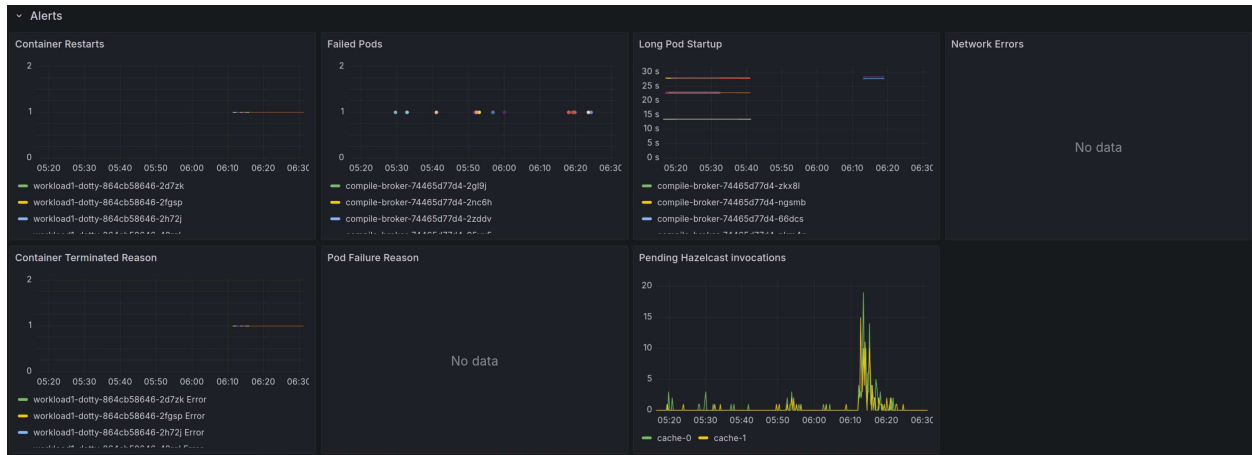 Alerts
Container Restarts
2
1
0
05:20 05:30 05:40 05:50 06:00 06:10 06:20 06:30
workload1-dotty-864cb58646-2d7zk
workload1-dotty-864cb58646-2fgsp
workload1-dotty-864cb58646-2h72j
Failed Pods
2
1
0
05:20 05:30 05:40 05:50 06:00 06:10 06:20 06:30
compile-broker-74465d77d4-2gl9j
compile-broker-74465d77d4-2nc6h
compile-broker-74465d77d4-2zddv
Long Pod Startup
30 s
25 s
20 s
15 s
10 s
5 s
0 s
05:20 05:30 05:40 05:50 06:00 06:10 06:20 06:30
compile-broker-74465d77d4-zkx8l
compile-broker-74465d77d4-ngsmb
compile-broker-74465d77d4-66dcs
Network Errors
No data
Container Terminated Reason
2
1
0
05:20 05:30 05:40 05:50 06:00 06:10 06:20 06:30
workload1-dotty-864cb58646-2d7zk Error
workload1-dotty-864cb58646-2fgsp Error
workload1-dotty-864cb58646-2h72j Error
Pod Failure Reason
No data
Pending Hazelcast invocations
20
15
10
5
0
05:20 05:30 05:40 05:50 06:00 06:10 06:20 06:30
cache-0 cache-1